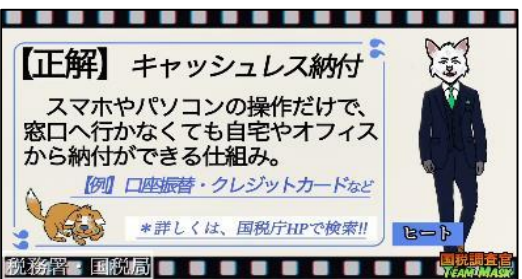 【正解】 キャッシュレス納付
スマホやパソコンの操作だけで、
窓口へ行かなくても自宅やオフィス
から納付ができる仕組み。
【例】口座振替・クレジットカードなど
*詳しくは、国税庁HPで検索!!
ヒート
税務署・国税局
国税調査官
TEAM MASK